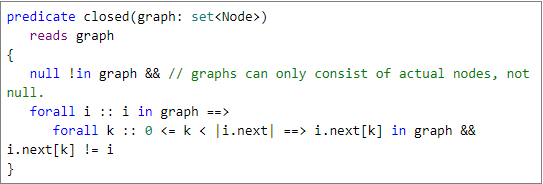 predicate closed(graph: set<Node>)
   reads graph
{
   null !in graph && // graphs can only consist of actual nodes, not
null.
   forall i :: i in graph ==>
      forall k :: 0 <= k < |i.next| ==> i.next[k] in graph &&
i.next[k] != i
}